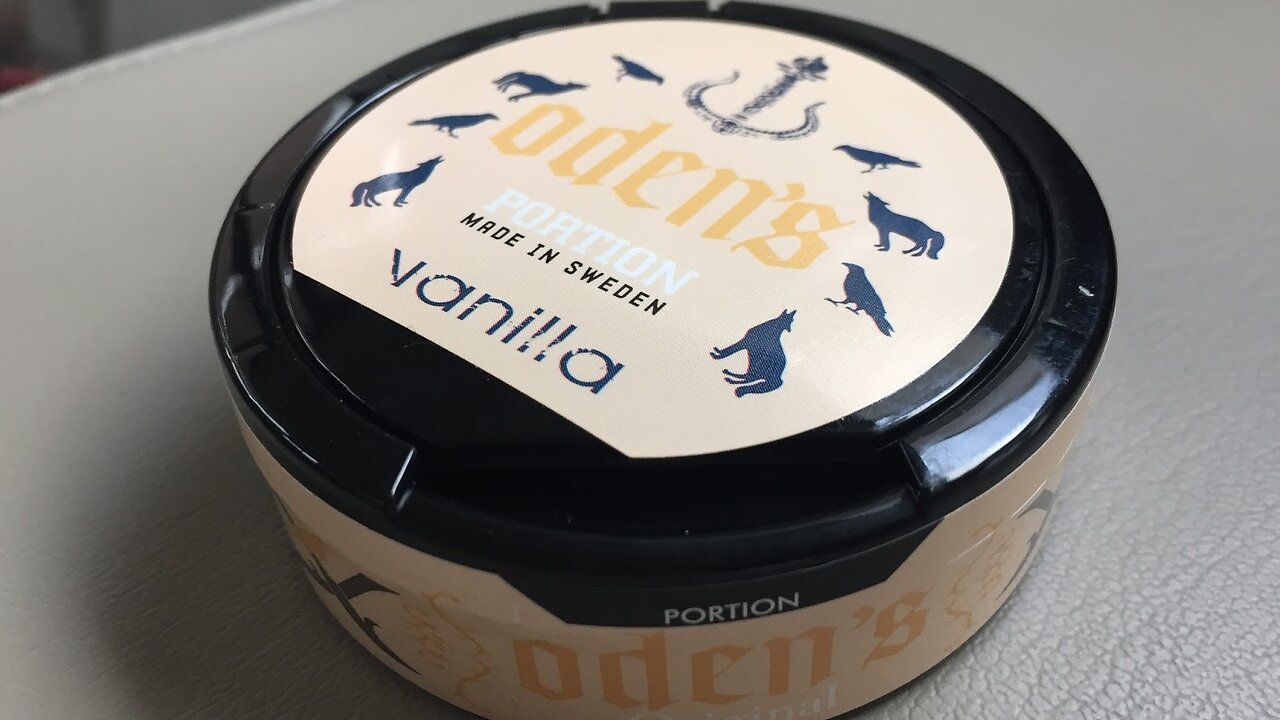 oden's
PORTION
MADE IN SWEDEN
vanilla
PORTION
oden's